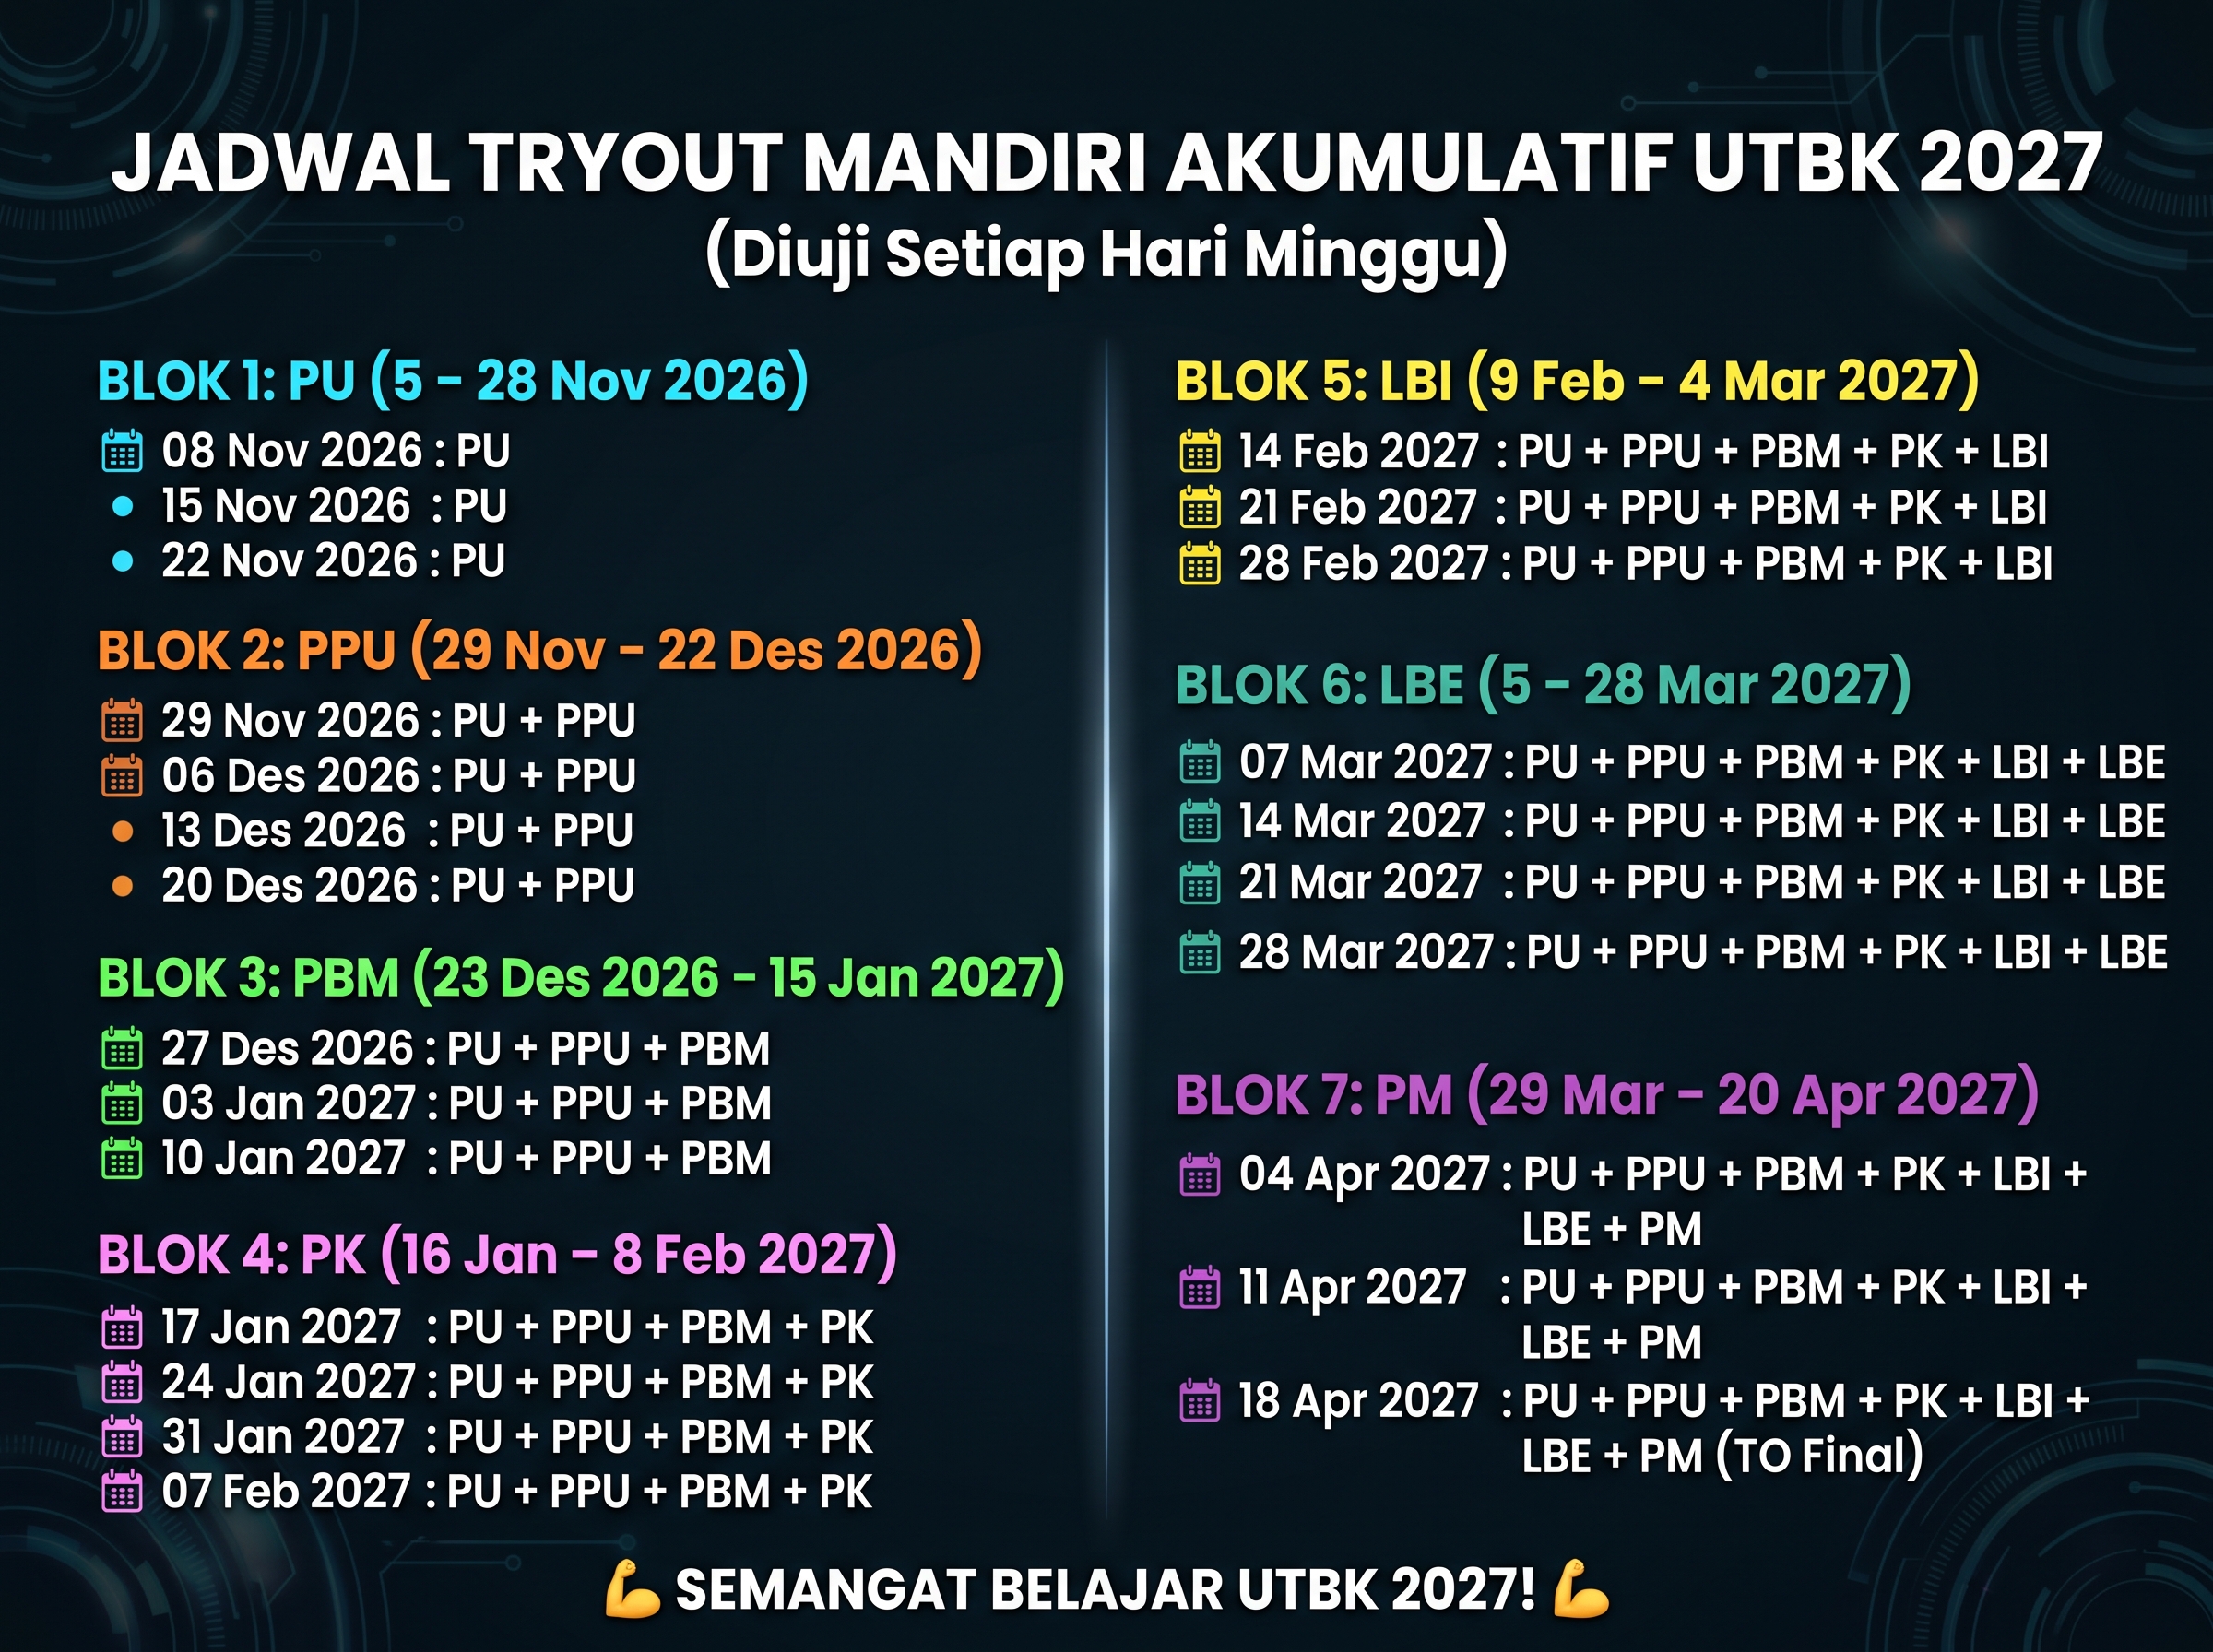 JADWAL TRYOUT MANDIRI AKUMULATIF UTBK 2027
(Diuji Setiap Hari Minggu)
BLOK 1: PU (5 – 28 Nov 2026)
08 Nov 2026 : PU
15 Nov 2026 : PU
22 Nov 2026 : PU
BLOK 2: PPU (29 Nov – 22 Des 2026)
29 Nov 2026 : PU + PPU
06 Des 2026 : PU + PPU
13 Des 2026 : PU + PPU
20 Des 2026 : PU + PPU
BLOK 3: PBM (23 Des 2026 – 15 Jan 2027)
27 Des 2026 : PU + PPU + PBM
03 Jan 2027 : PU + PPU + PBM
10 Jan 2027 : PU + PPU + PBM
BLOK 4: PK (16 Jan – 8 Feb 2027)
17 Jan 2027 : PU + PPU + PBM + PK
24 Jan 2027 : PU + PPU + PBM + PK
31 Jan 2027 : PU + PPU + PBM + PK
07 Feb 2027 : PU + PPU + PBM + PK
BLOK 5: LBI (9 Feb – 4 Mar 2027)
14 Feb 2027 : PU + PPU + PBM + PK + LBI
21 Feb 2027 : PU + PPU + PBM + PK + LBI
28 Feb 2027 : PU + PPU + PBM + PK + LBI
BLOK 6: LBE (5 – 28 Mar 2027)
07 Mar 2027 : PU + PPU + PBM + PK + LBI + LBE
14 Mar 2027 : PU + PPU + PBM + PK + LBI + LBE
21 Mar 2027 : PU + PPU + PBM + PK + LBI + LBE
28 Mar 2027 : PU + PPU + PBM + PK + LBI + LBE
BLOK 7: PM (29 Mar – 20 Apr 2027)
04 Apr 2027 : PU + PPU + PBM + PK + LBI +
LBE + PM
11 Apr 2027 : PU + PPU + PBM + PK + LBI +
LBE + PM
18 Apr 2027 : PU + PPU + PBM + PK + LBI +
LBE + PM (TO Final)
💪 SEMANGAT BELAJAR UTBK 2027! 💪